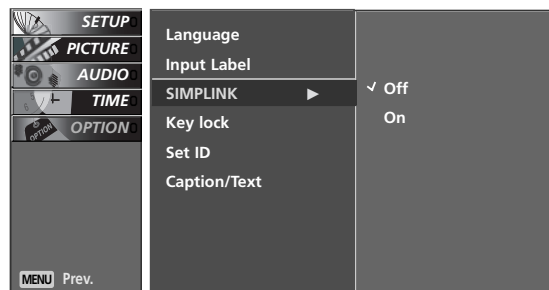 SETUP
PICTURE
AUDIO
TIME
OPTION
MENU Prev.
Language
Input Label
SIMPLINK ►
Key lock
Set ID
Caption/Text
✓ Off
On